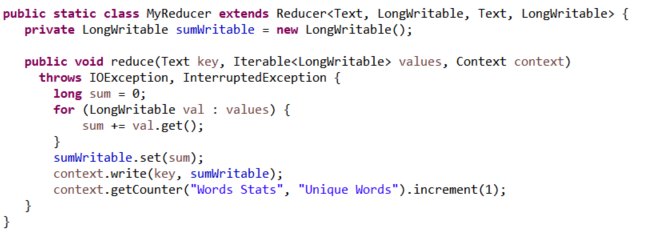 public static class MyReducer extends Reducer<Text, LongWritable, Text, LongWritable> {
private LongWritable sumWritable = new LongWritable();
public void reduce(Text key, Iterable<LongWritable> values, Context context)
throws IOException, InterruptedException {
long sum = 0;
for (LongWritable val : values) {
sum += val.get();
}
sumWritable.set(sum);
context.write(key, sumWritable);
context.getCounter("Words Stats", "Unique Words").increment(1);
}
}